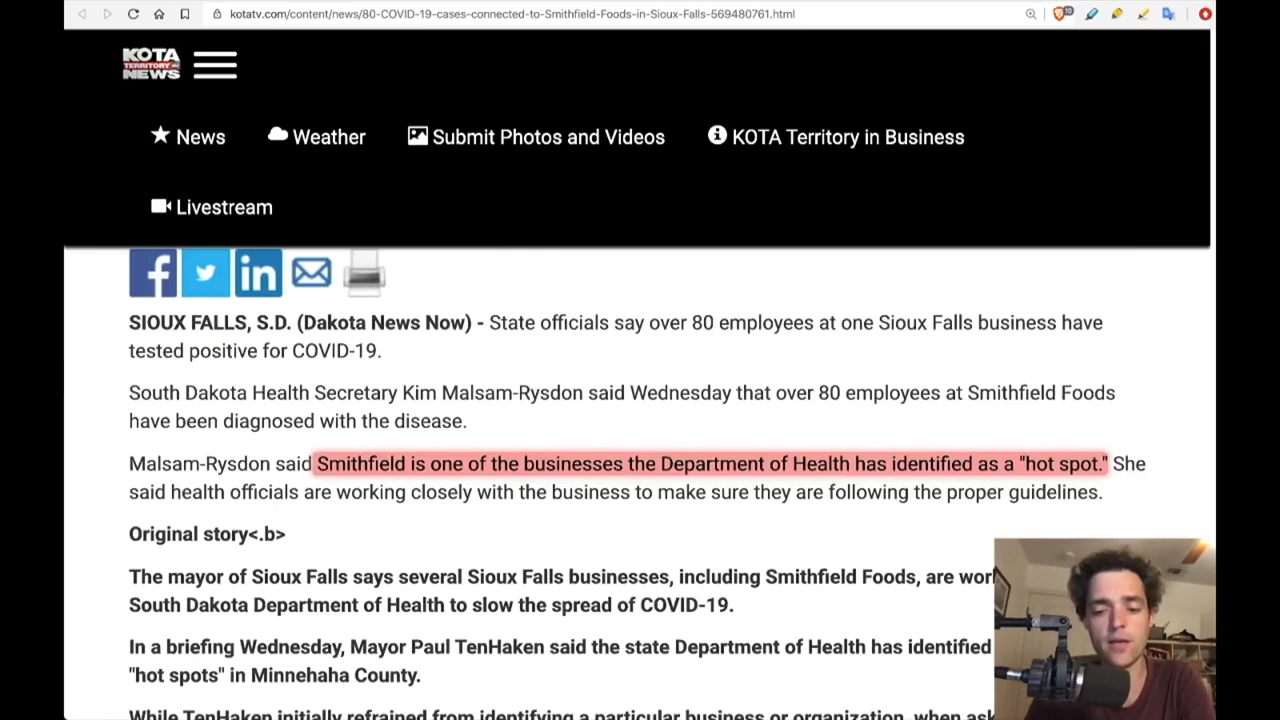 kotatv.com/content/news/80-COVID-19-cases-connected-to-Smithfield-Foods-in-Sioux-Falls-569480761.html
10
KOTA
TERRITORY
NEWS
News
Weather
Submit Photos and Videos
KOTA Territory in Business
Livestream
SIOUX FALLS, S.D. (Dakota News Now) - State officials say over 80 employees at one Sioux Falls business have
tested positive for COVID-19.
South Dakota Health Secretary Kim Malsam-Rysdon said Wednesday that over 80 employees at Smithfield Foods
have been diagnosed with the disease.
Malsam-Rysdon said Smithfield is one of the businesses the Department of Health has identified as a "hot spot." She
said health officials are working closely with the business to make sure they are following the proper guidelines.
Original story<.b>
The mayor of Sioux Falls says several Sioux Falls businesses, including Smithfield Foods, are wor
South Dakota Department of Health to slow the spread of COVID-19.
In a briefing Wednesday, Mayor Paul TenHaken said the state Department of Health has identified
"hot spots" in Minnehaha County.
While TenHaken initially refrained from identifying a particular business or organization, when ask